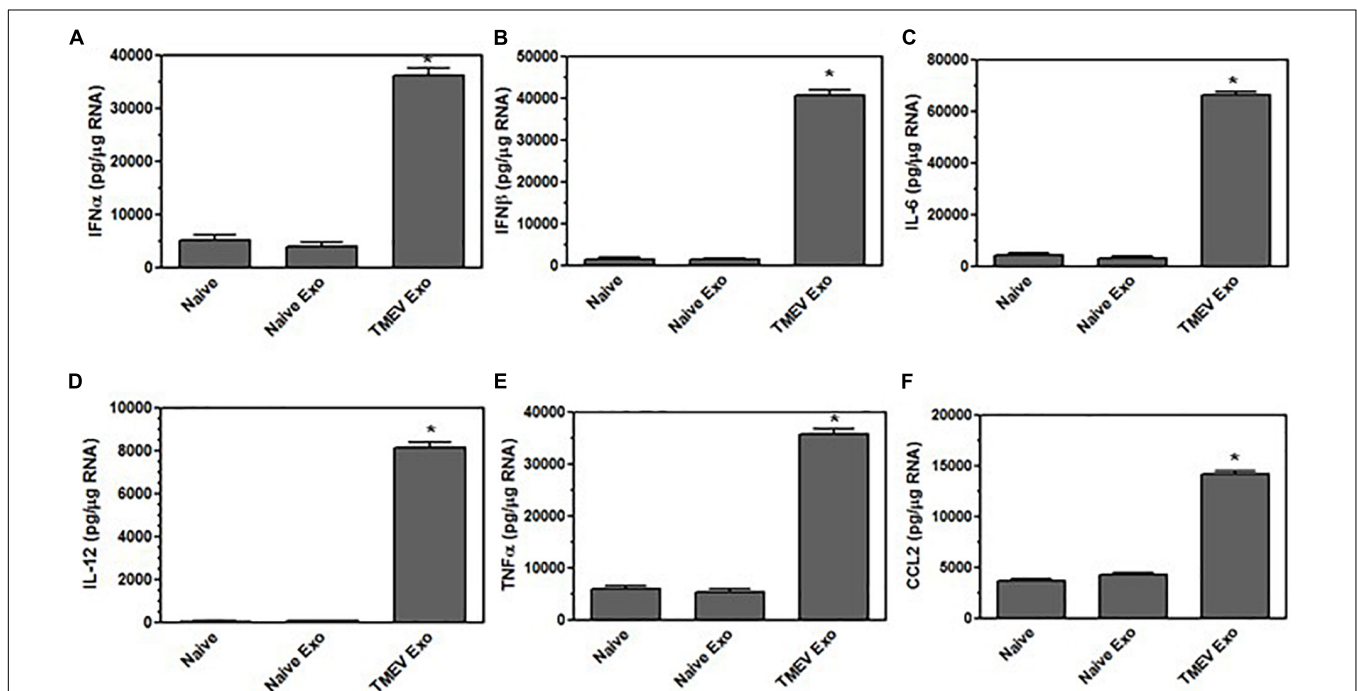 A
IFNα (pg/μg RNA)
40000
*
30000
20000
10000
0
Naive
Naive Exo
TMEV Exo
B
IFNβ (pg/μg RNA)
50000
*
40000
30000
20000
10000
0
Naive
Naive Exo
TMEV Exo
C
IL-6 (pg/μg RNA)
80000
*
60000
40000
20000
0
Naive
Naive Exo
TMEV Exo
D
IL-12 (pg/μg RNA)
10000
*
8000
6000
4000
2000
0
Naive
Naive Exo
TMEV Exo
E
TNFα (pg/μg RNA)
40000
*
30000
20000
10000
0
Naive
Naive Exo
TMEV Exo
F
CCL2 (pg/μg RNA)
20000
*
15000
10000
5000
0
Naive
Naive Exo
TMEV Exo